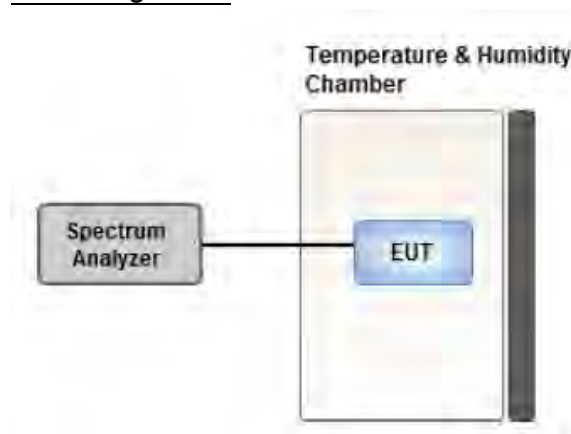 Temperature & Humidity
Chamber
Spectrum
Analyzer
EUT